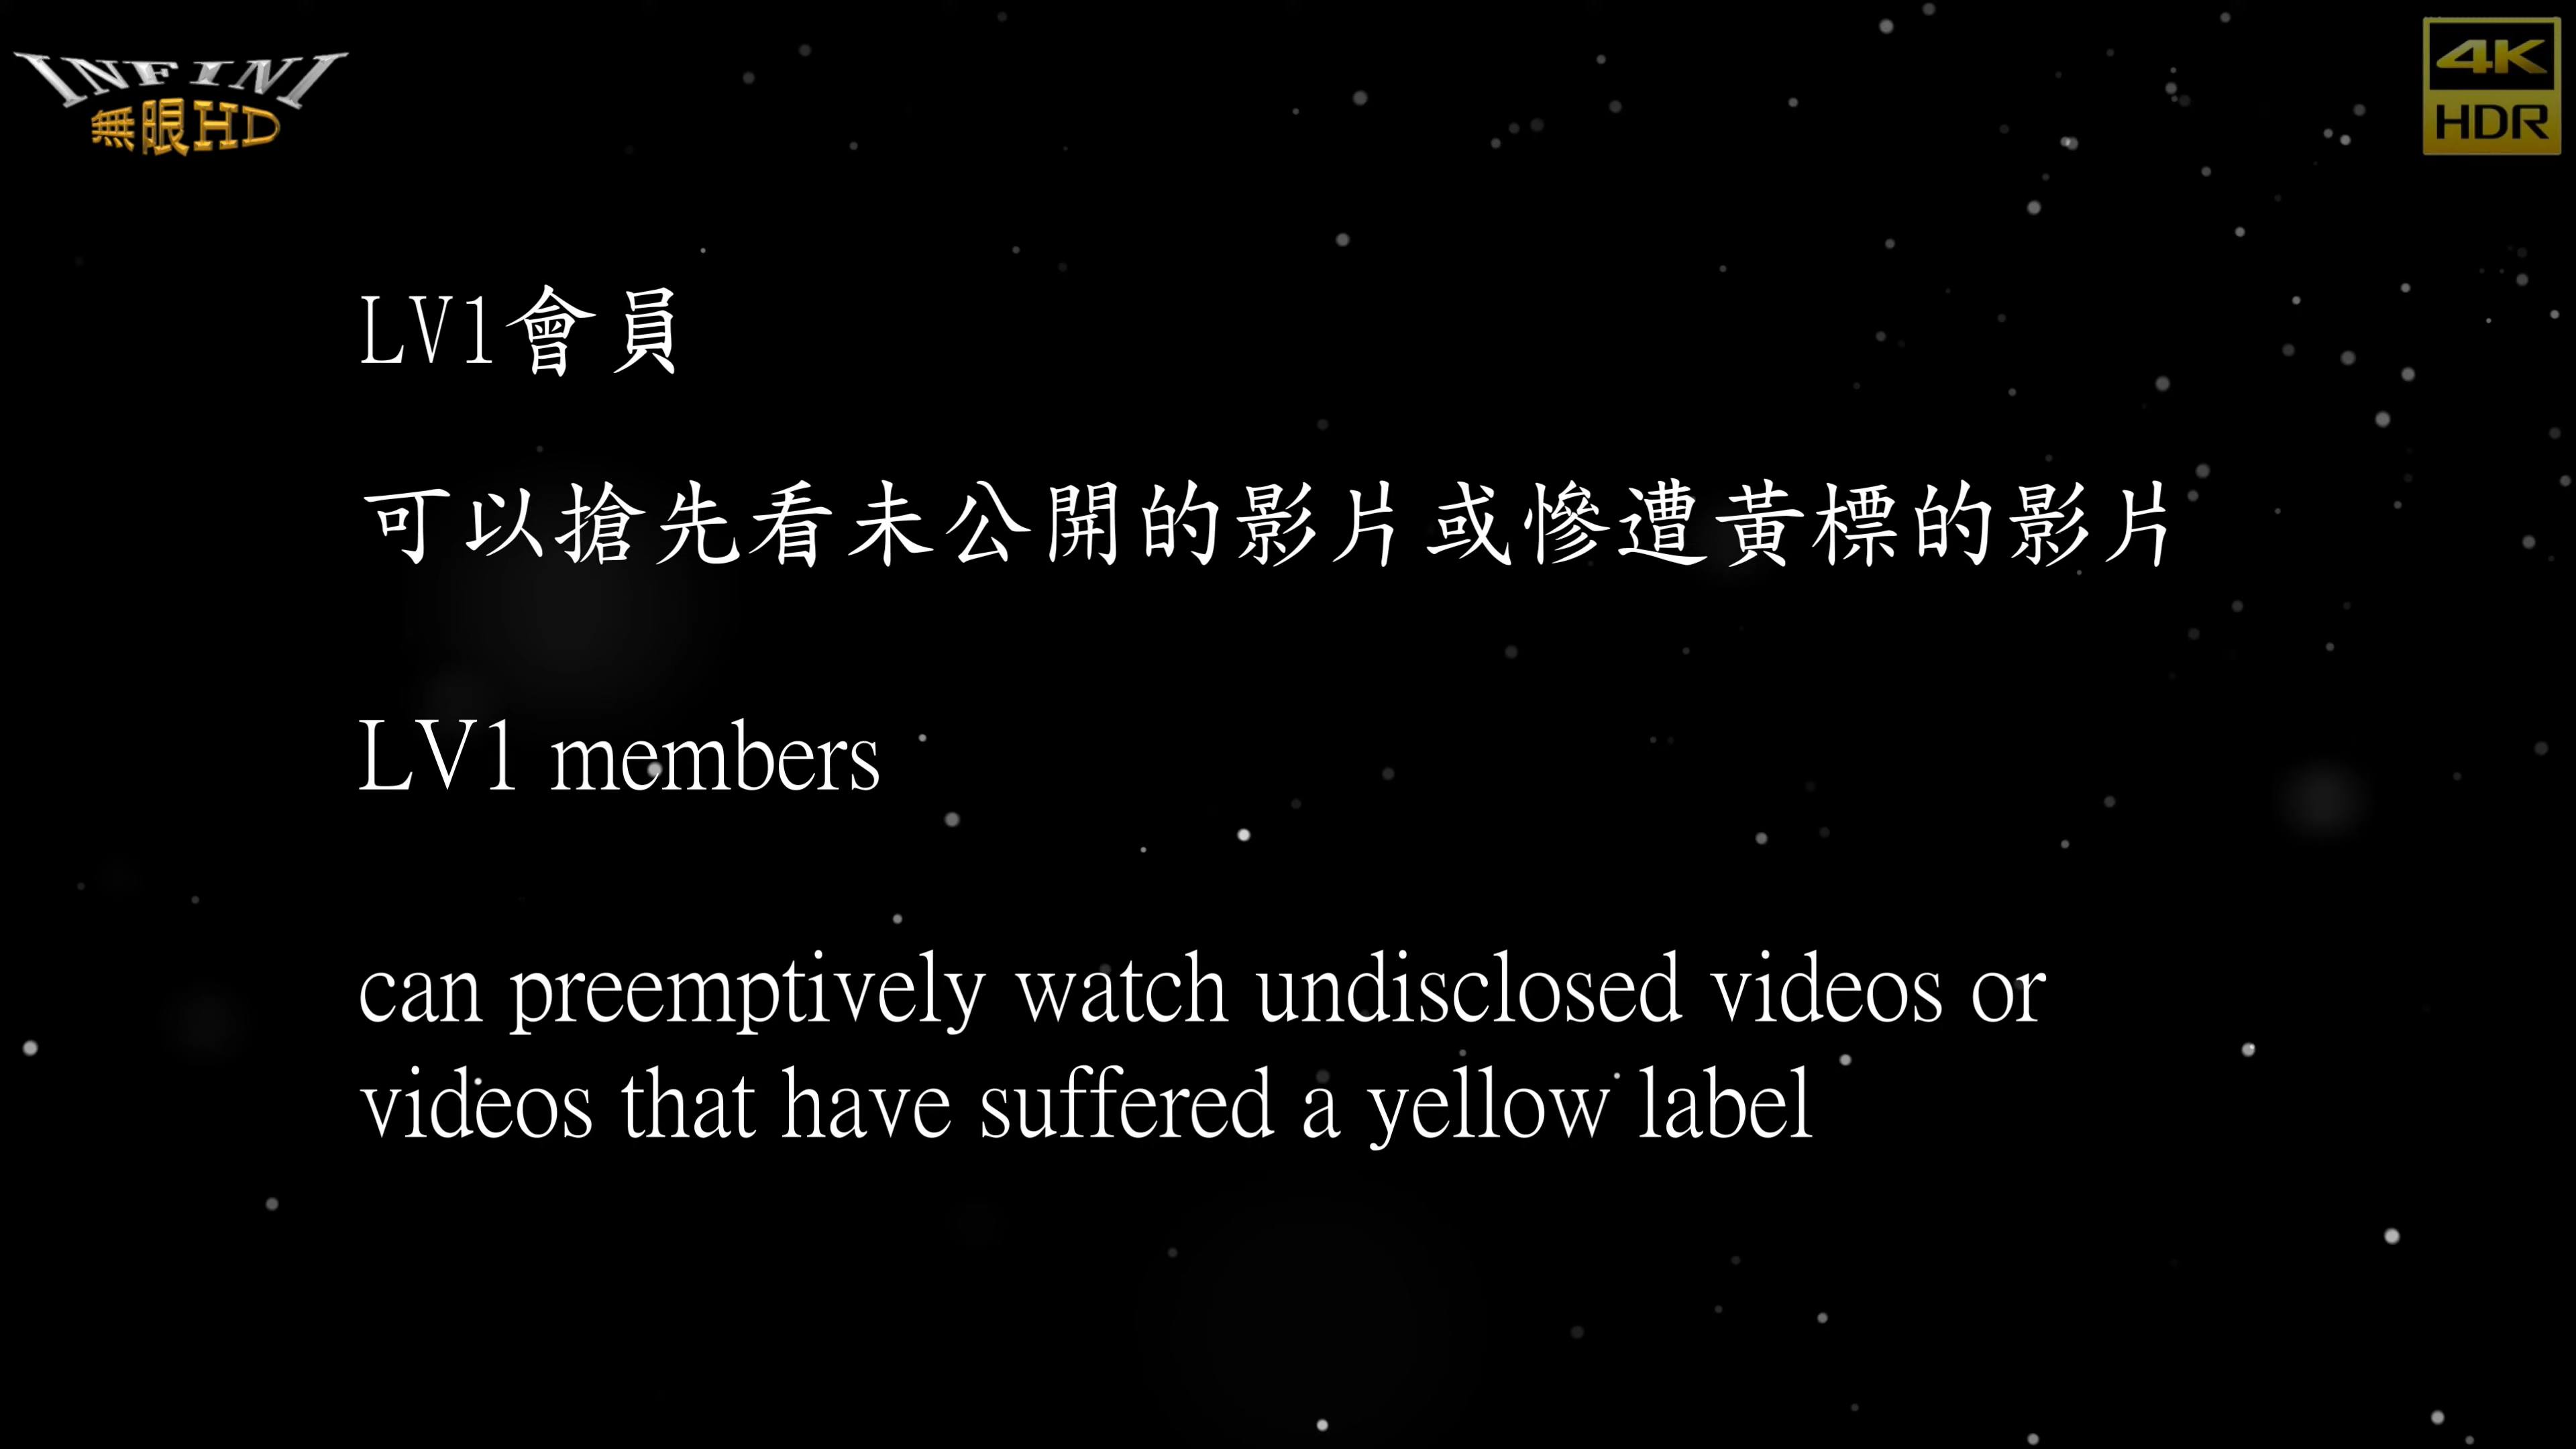 INFINI
無限HD
4K
HDR
LV1會員
可以搶先看未公開的影片或慘遭黃標的影片
LV1 members
can preemptively watch undisclosed videos or
videos that have suffered a yellow label